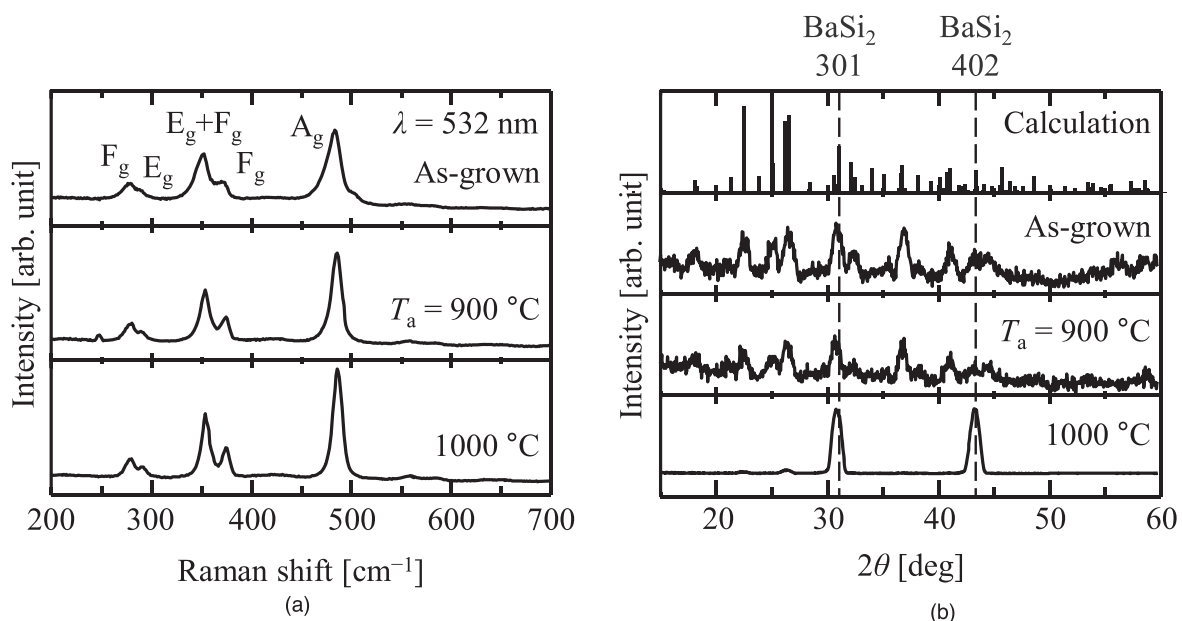 Intensity [arb. unit]
F_g
E_g
E_g+F_g
F_g
A_g
λ = 532 nm
As-grown
T_a = 900 °C
1000 °C
200 300 400 500 600 700
Raman shift [cm⁻¹]
(a)
BaSi₂
301
BaSi₂
402
Intensity [arb. unit]
Calculation
As-grown
T_a = 900 °C
1000 °C
20 30 40 50 60
2θ [deg]
(b)